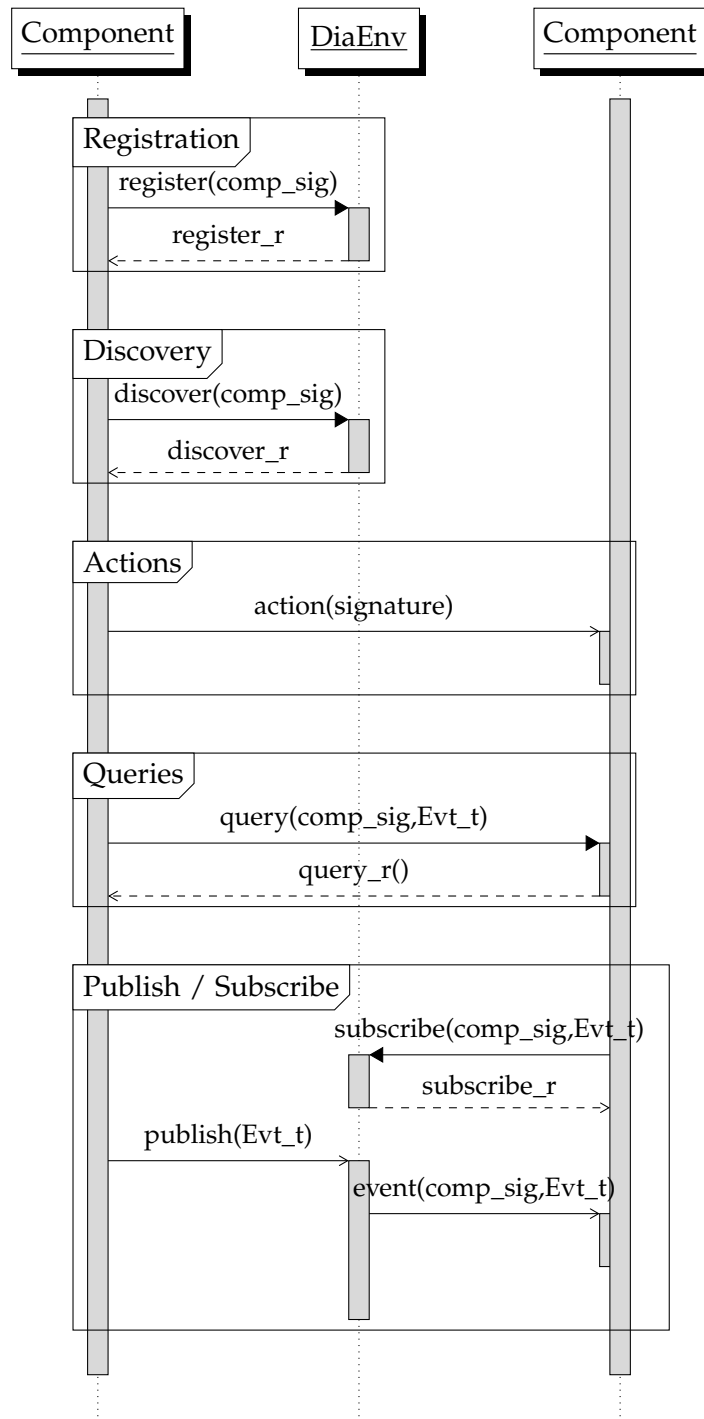 Component
DiaEnv
Component
Registration
register(comp_sig)
register_r
Discovery
discover(comp_sig)
discover_r
Actions
action(signature)
Queries
query(comp_sig,Evt_t)
query_r()
Publish / Subscribe
subscribe(comp_sig,Evt_t)
subscribe_r
publish(Evt_t)
event(comp_sig,Evt_t)